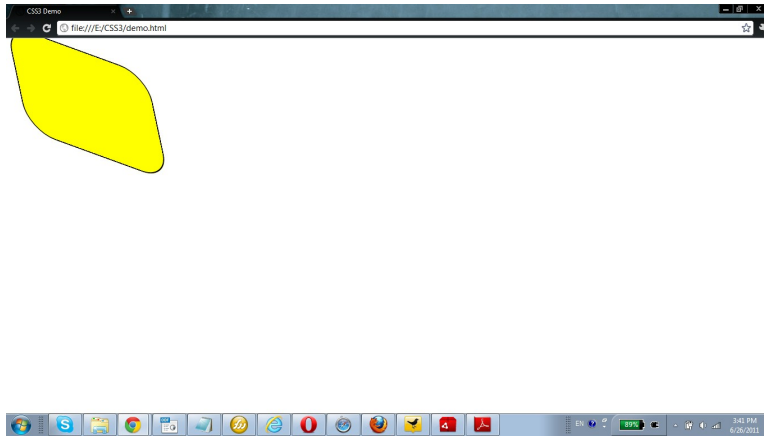 CSS3 Demo
file:///E:/CSS3/demo.html
EN
89%
3:41 PM
6/26/2011